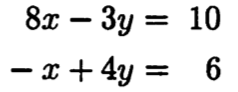 8x − 3y = 10
− x + 4y = 6